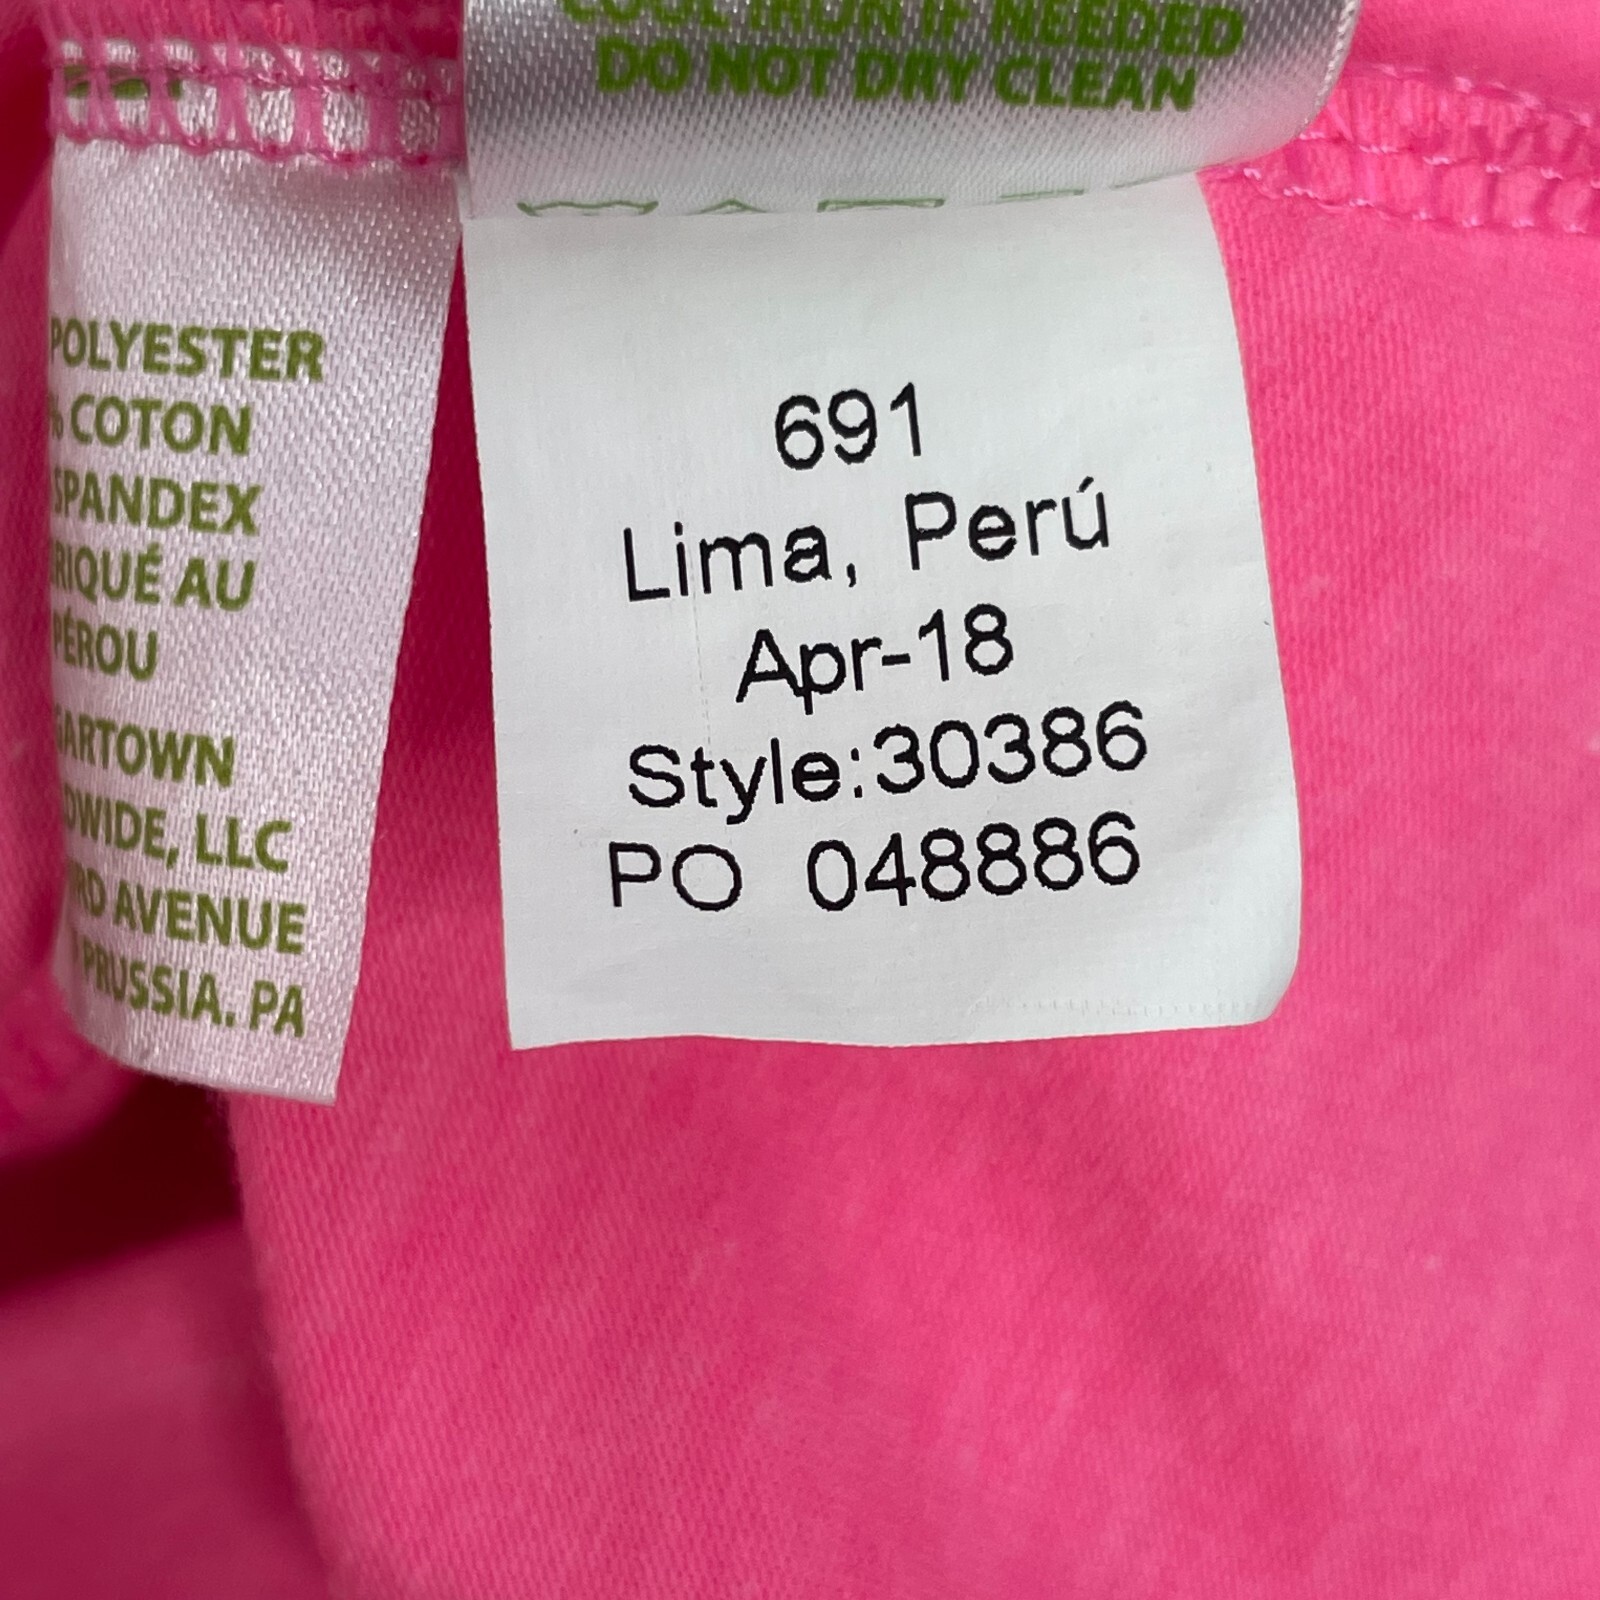 COOL IRON IF NEEDED
DO NOT DRY CLEAN
POLYESTER
% COTON
SPANDEX
RIQUÉ AU
PÉROU
GARTOWN
DWIDE, LLC
RD AVENUE
PRUSSIA. PA
691
Lima, Perú
Apr-18
Style:30386
PO 048886